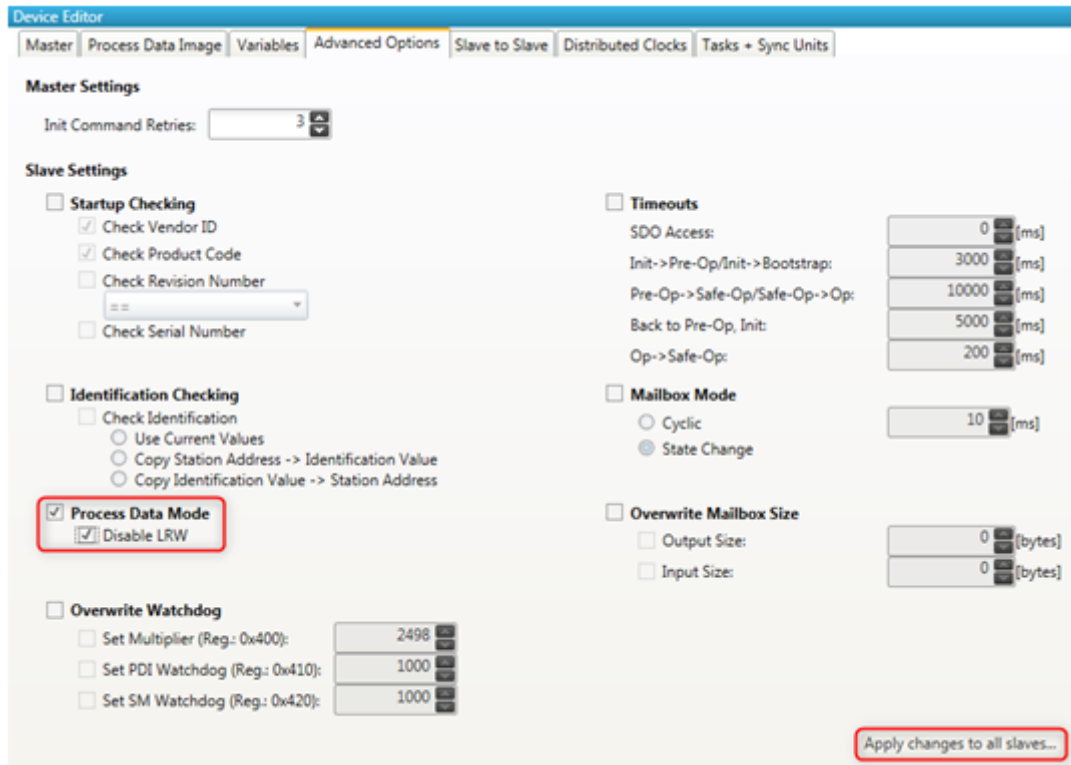 Device Editor
Master Process Data Image Variables Advanced Options Slave to Slave Distributed Clocks Tasks + Sync Units
Master Settings
Init Command Retries: 3
Slave Settings
Startup Checking
Check Vendor ID
Check Product Code
Check Revision Number
==
Check Serial Number
Timeouts
SDO Access: 0 [ms]
Init->Pre-Op/Init->Bootstrap: 3000 [ms]
Pre-Op->Safe-Op/Safe-Op->Op: 10000 [ms]
Back to Pre-Op, Init: 5000 [ms]
Op->Safe-Op: 200 [ms]
Identification Checking
Check Identification
Use Current Values
Copy Station Address -> Identification Value
Copy Identification Value -> Station Address
Mailbox Mode
Cyclic 10 [ms]
State Change
Process Data Mode
Disable LRW
Overwrite Mailbox Size
Output Size: 0 [bytes]
Input Size: 0 [bytes]
Overwrite Watchdog
Set Multiplier (Reg.: 0x400): 2498
Set PDI Watchdog (Reg.: 0x410): 1000
Set SM Watchdog (Reg.: 0x420): 1000
Apply changes to all slaves...